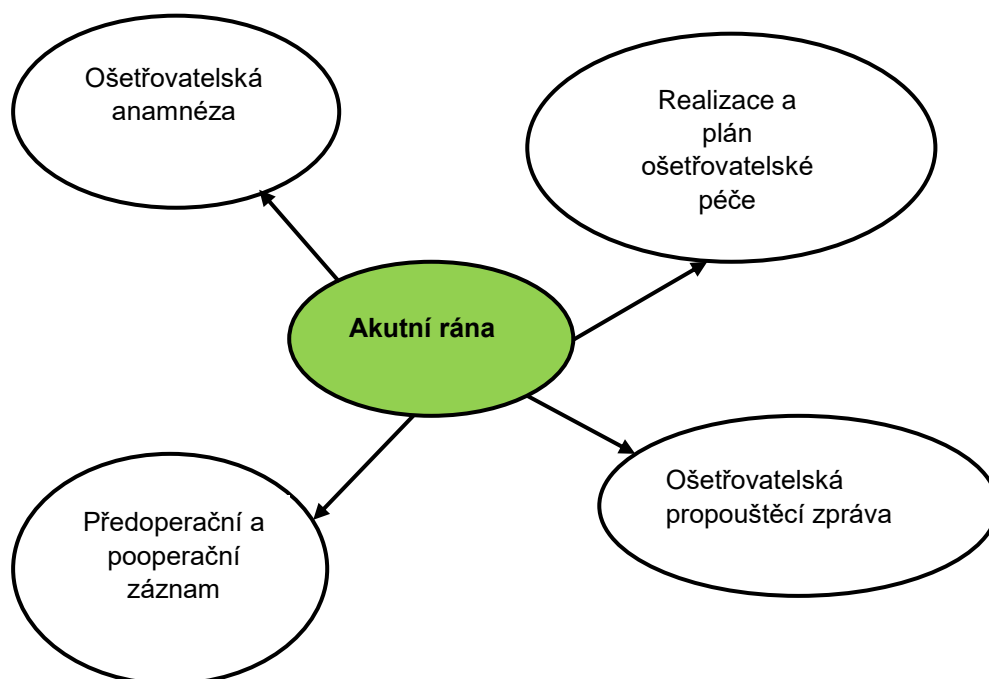 Ošetřovatelská
anamnéza
Realizace a
plán
ošetřovatelské
péče
Akutní rána
Předoperační a
pooperační
záznam
Ošetřovatelská
propouštěcí zpráva